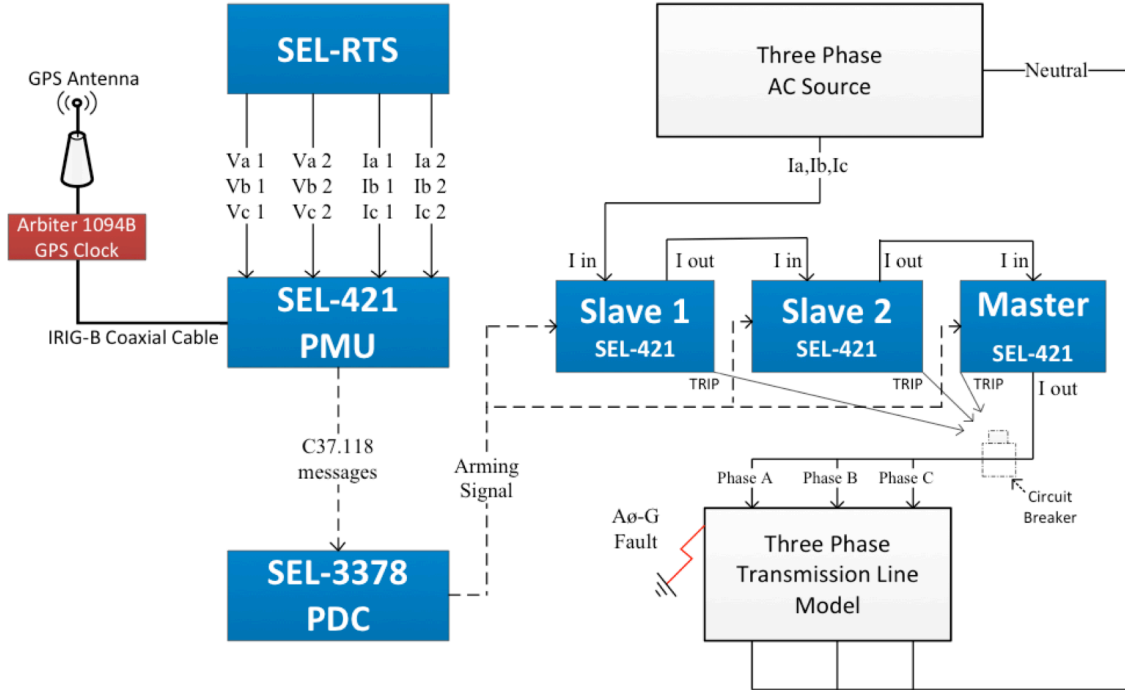 SEL-RTS
GPS Antenna
Arbiter 1094B
GPS Clock
IRIG-B Coaxial Cable
Va 1
Vb 1
Vc 1
Va 2
Vb 2
Vc 2
Ia 1
Ib 1
Ic 1
Ia 2
Ib 2
Ic 2
SEL-421
PMU
C37.118
messages
SEL-3378
PDC
Arming
Signal
Three Phase
AC Source
Neutral
Ia,Ib,Ic
I in
I out
I in
I out
I in
Slave 1
SEL-421
Slave 2
SEL-421
Master
SEL-421
TRIP
TRIP
TRIP
I out
Circuit
Breaker
Phase A
Phase B
Phase C
Aø-G
Fault
Three Phase
Transmission Line
Model